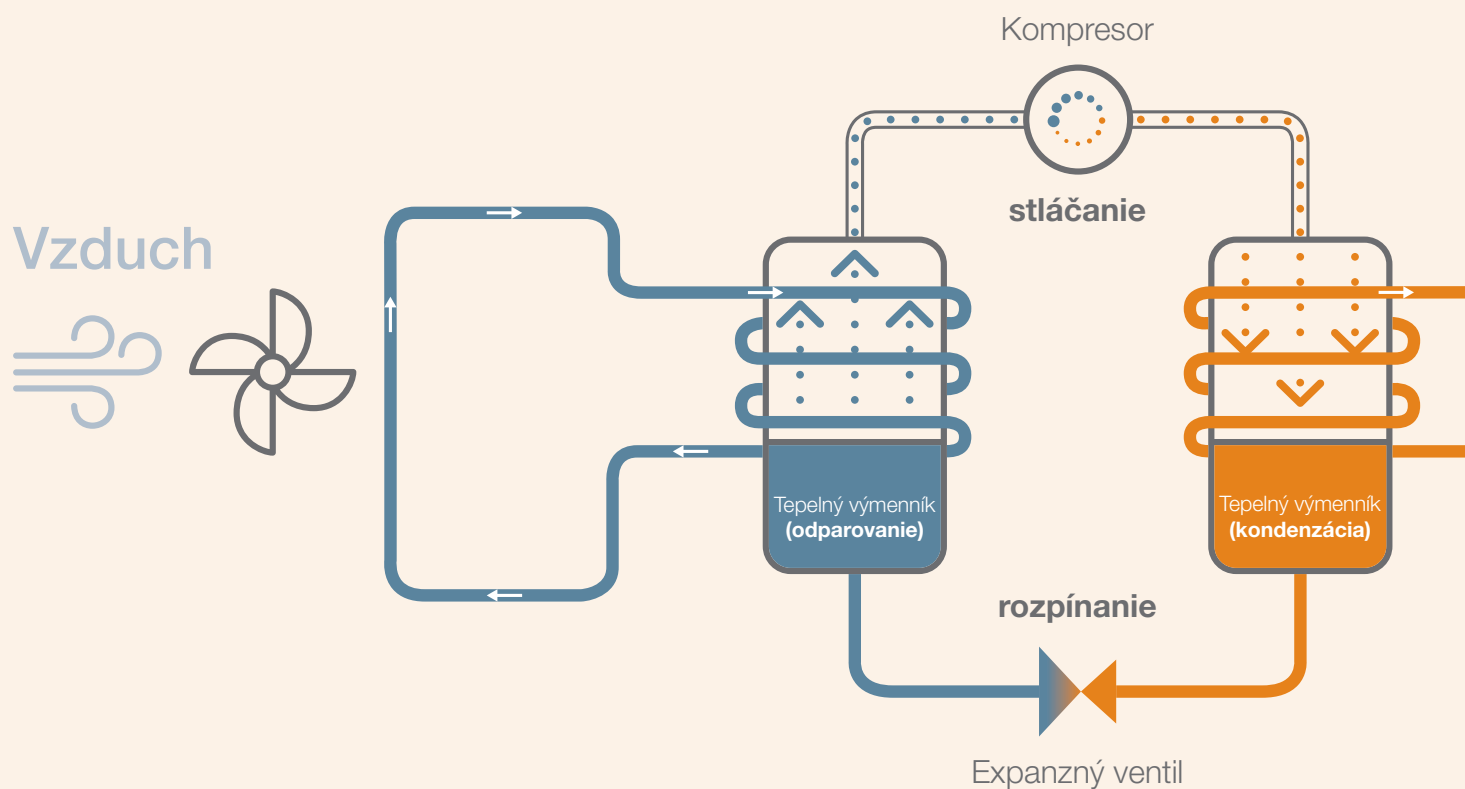 Kompresor
stláčanie
Vzduch
Tepelný výmenník
(odparovanie)
Tepelný výmenník
(kondenzácia)
rozpínanie
Expanzný ventil